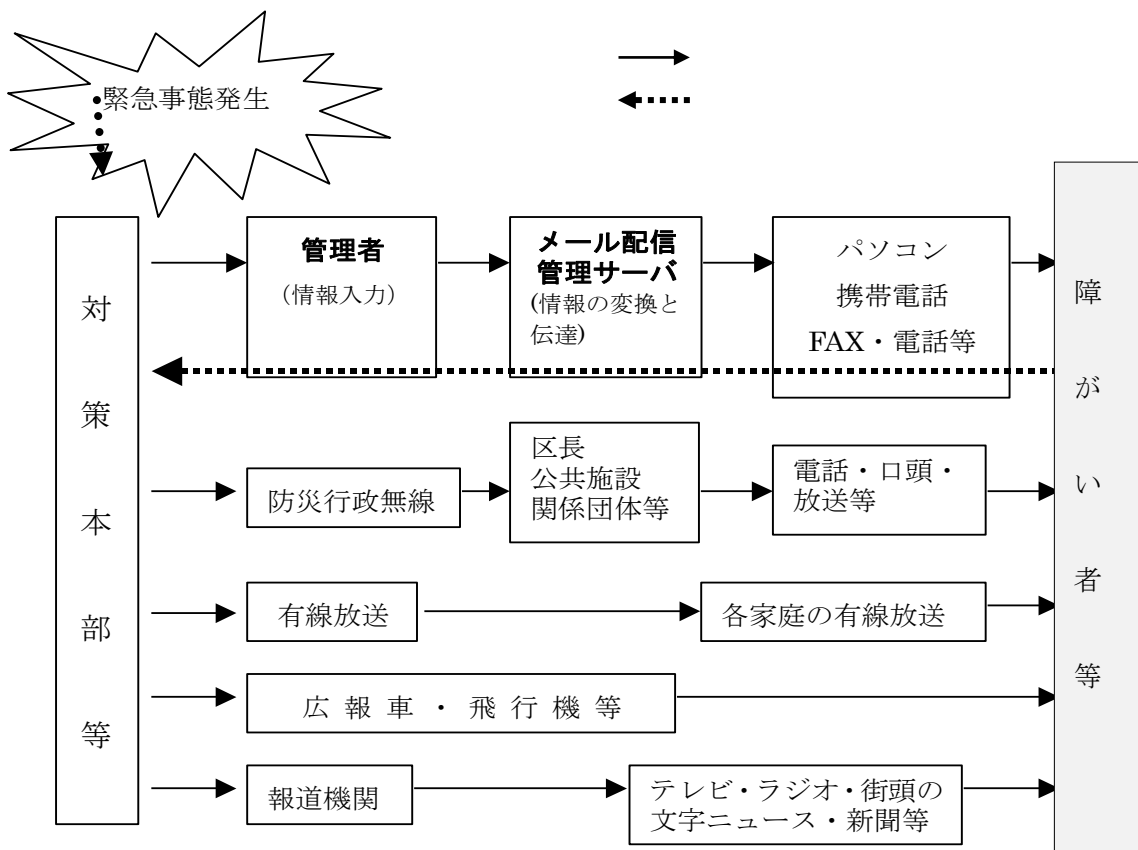 緊急事態発生
対策本部等
管理者
（情報入力）
メール配信
管理サーバ
(情報の変換と
伝達)
パソコン
携帯電話
FAX・電話等
防災行政無線
区長
公共施設
関係団体等
電話・口頭・
放送等
有線放送
各家庭の有線放送
広報車・飛行機等
報道機関
テレビ・ラジオ・街頭の
文字ニュース・新聞等
障がい者等